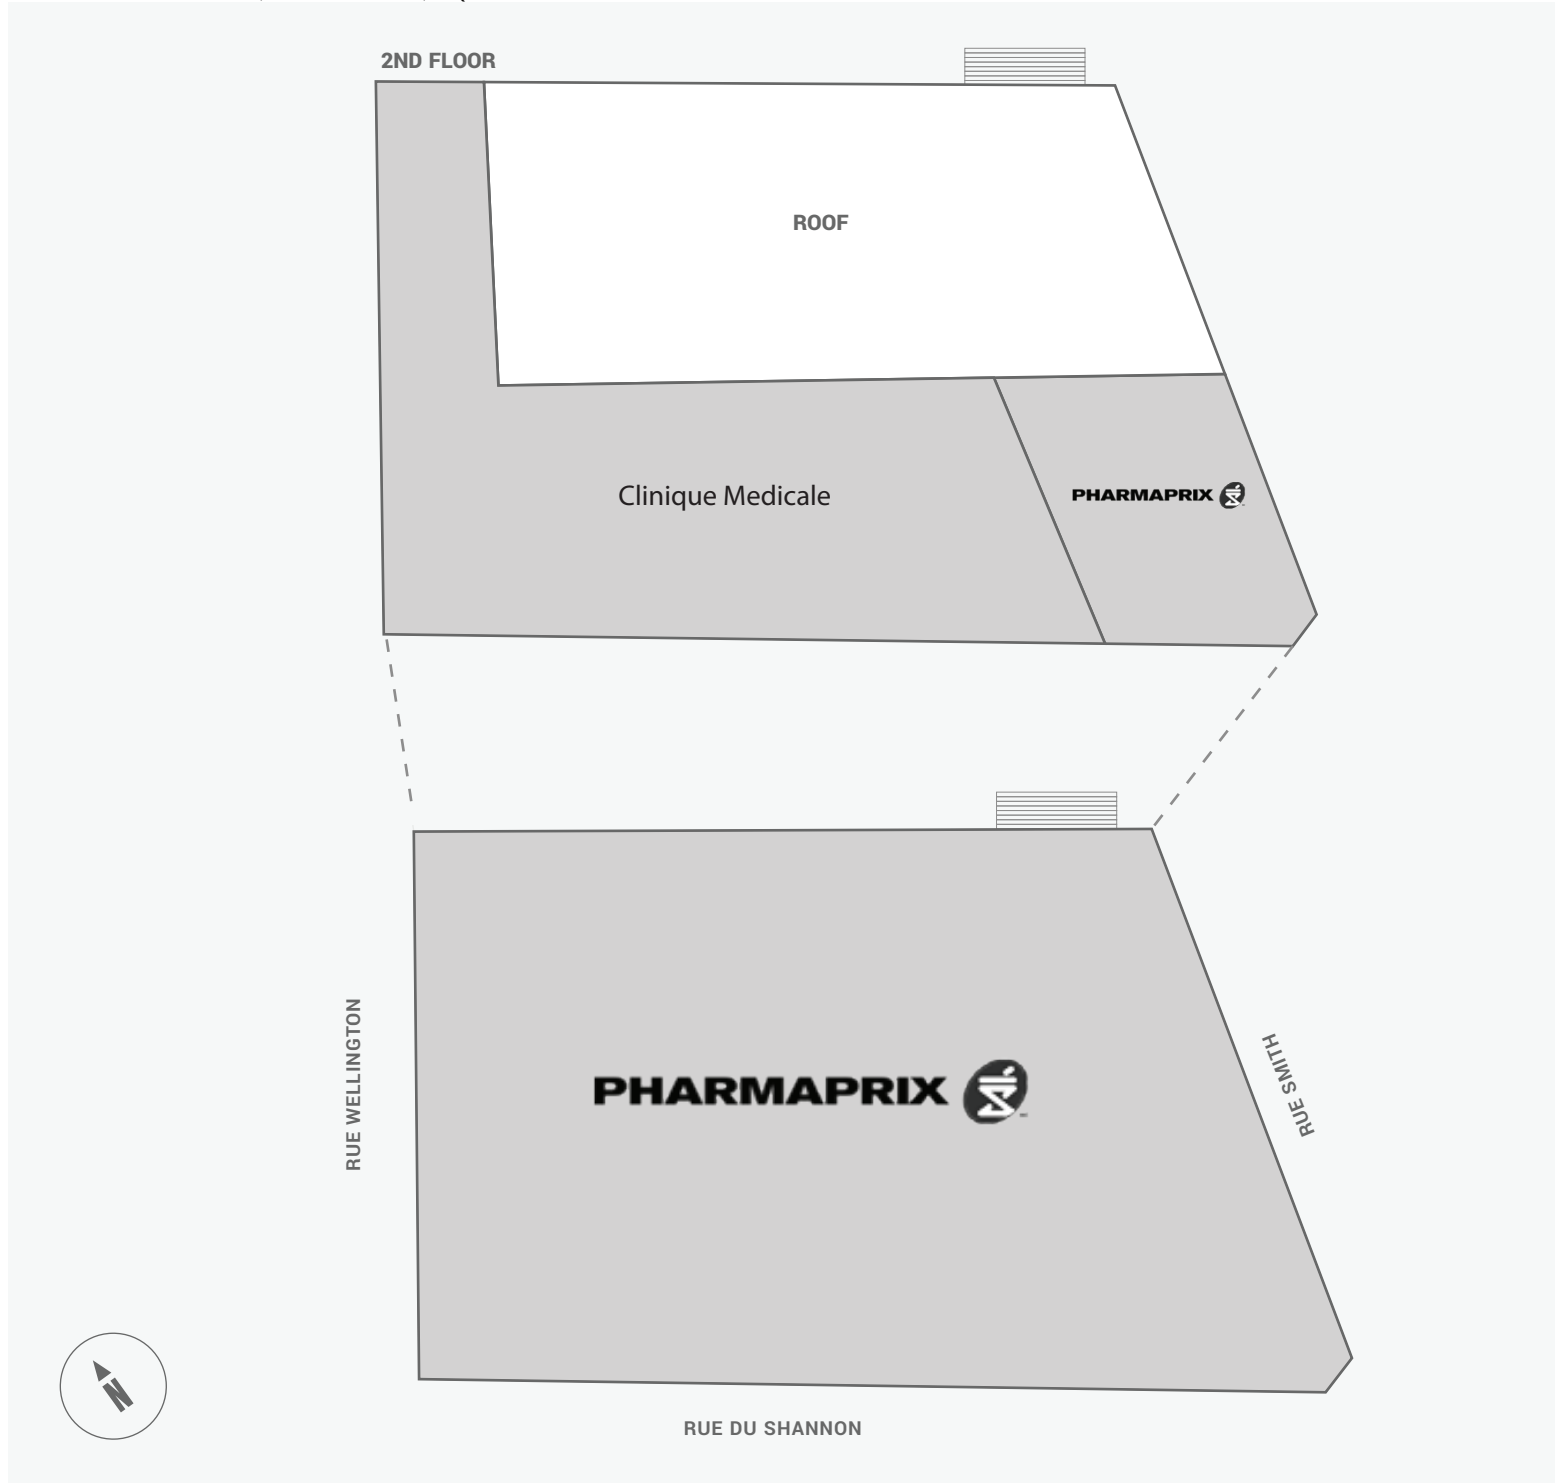 2ND FLOOR
ROOF
Clinique Medicale
PHARMAPRIX
PHARMAPRIX
RUE WELLINGTON
RUE SMITH
N
RUE DU SHANNON